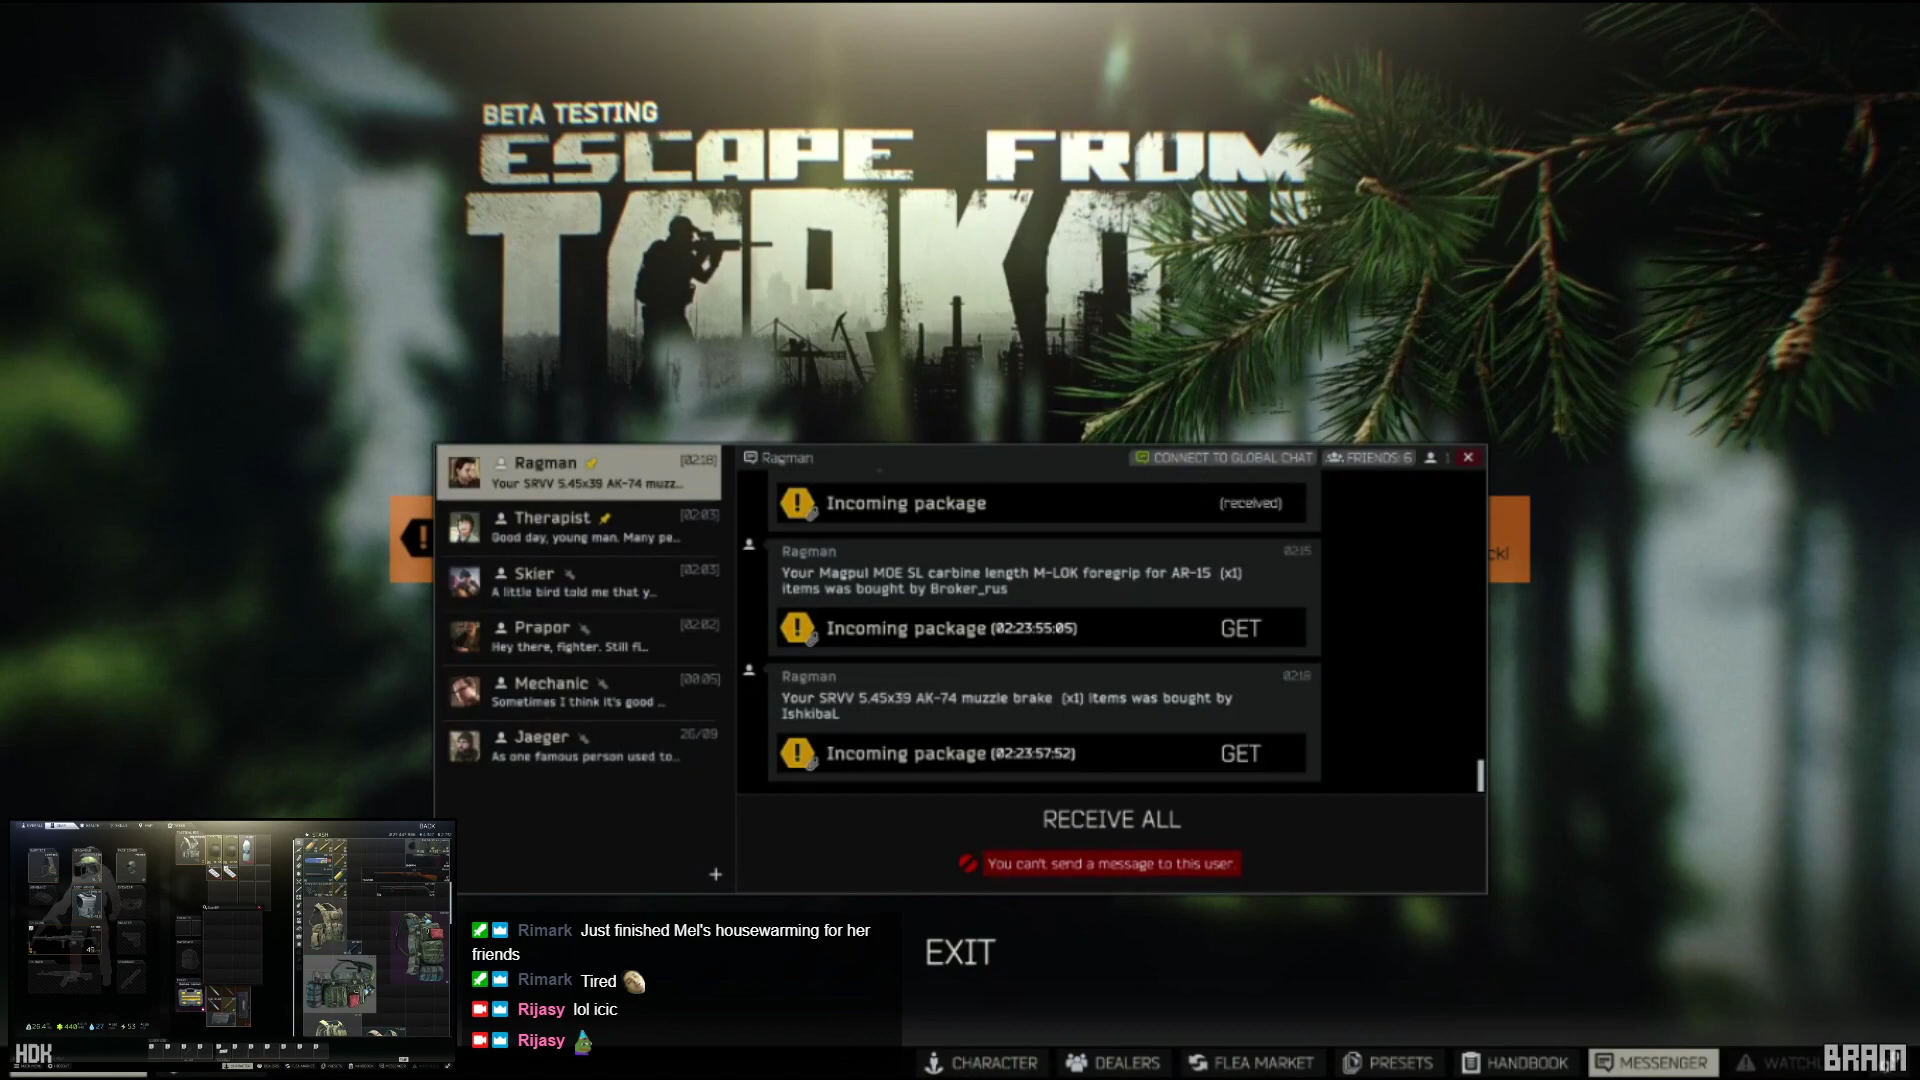 BETA TESTING
ESCAPE FROM
Ragman
[02:18]
Your SRVV 5.45x39 AK-74 muzz...
Therapist
[02:03]
Good day, young man. Many pe...
Skier
[02:03]
A little bird told me that y...
Prapor
[02:02]
Hey there, fighter. Still fi...
Mechanic
[00:05]
Sometimes I think it's good ...
Jaeger
26/09
As one famous person used to...
+
Ragman
CONNECT TO GLOBAL CHAT
FRIENDS: 6
1
Incoming package
(received)
Ragman
02:15
Your Magpul MOE SL carbine length M-LOK foregrip for AR-15 (x1)
items was bought by Broker_rus
Incoming package (02:23:55:05)
GET
Ragman
02:18
Your SRVV 5.45x39 AK-74 muzzle brake (x1) items was bought by
IshkibaL
Incoming package (02:23:57:52)
GET
RECEIVE ALL
You can't send a message to this user
ck!
BACK
STASH
HDK
Rimark Just finished Mel's housewarming for her
friends
Rimark Tired
Rijasy lol icic
Rijasy
EXIT
CHARACTER
DEALERS
FLEA MARKET
PRESETS
HANDBOOK
MESSENGER
WATCHL
BRAM